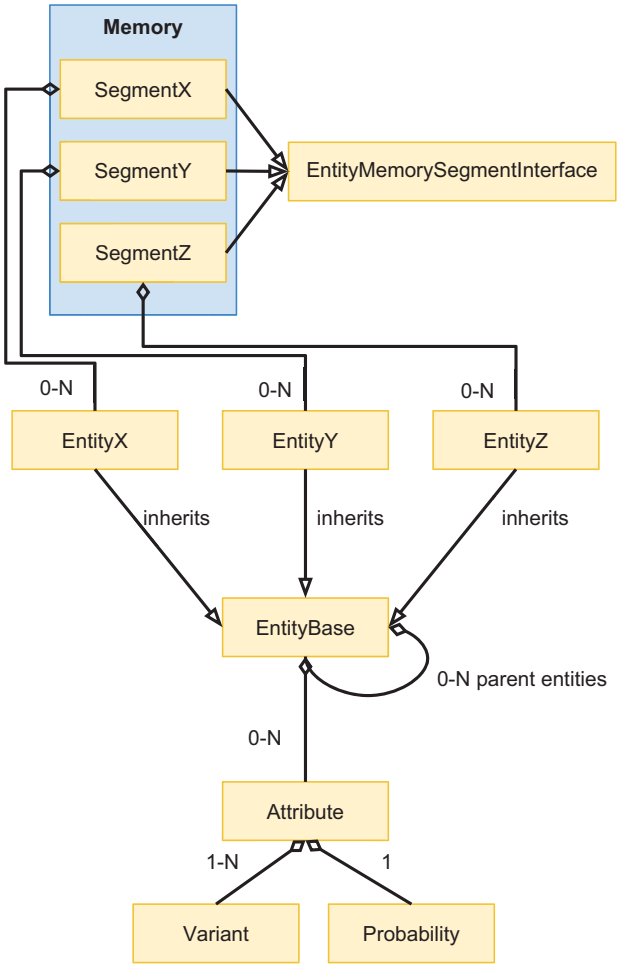 Memory
SegmentX
SegmentY
EntityMemorySegmentInterface
SegmentZ
0-N
0-N
0-N
EntityX
EntityY
EntityZ
inherits
inherits
inherits
EntityBase
0-N parent entities
0-N
Attribute
1-N
1
Variant
Probability